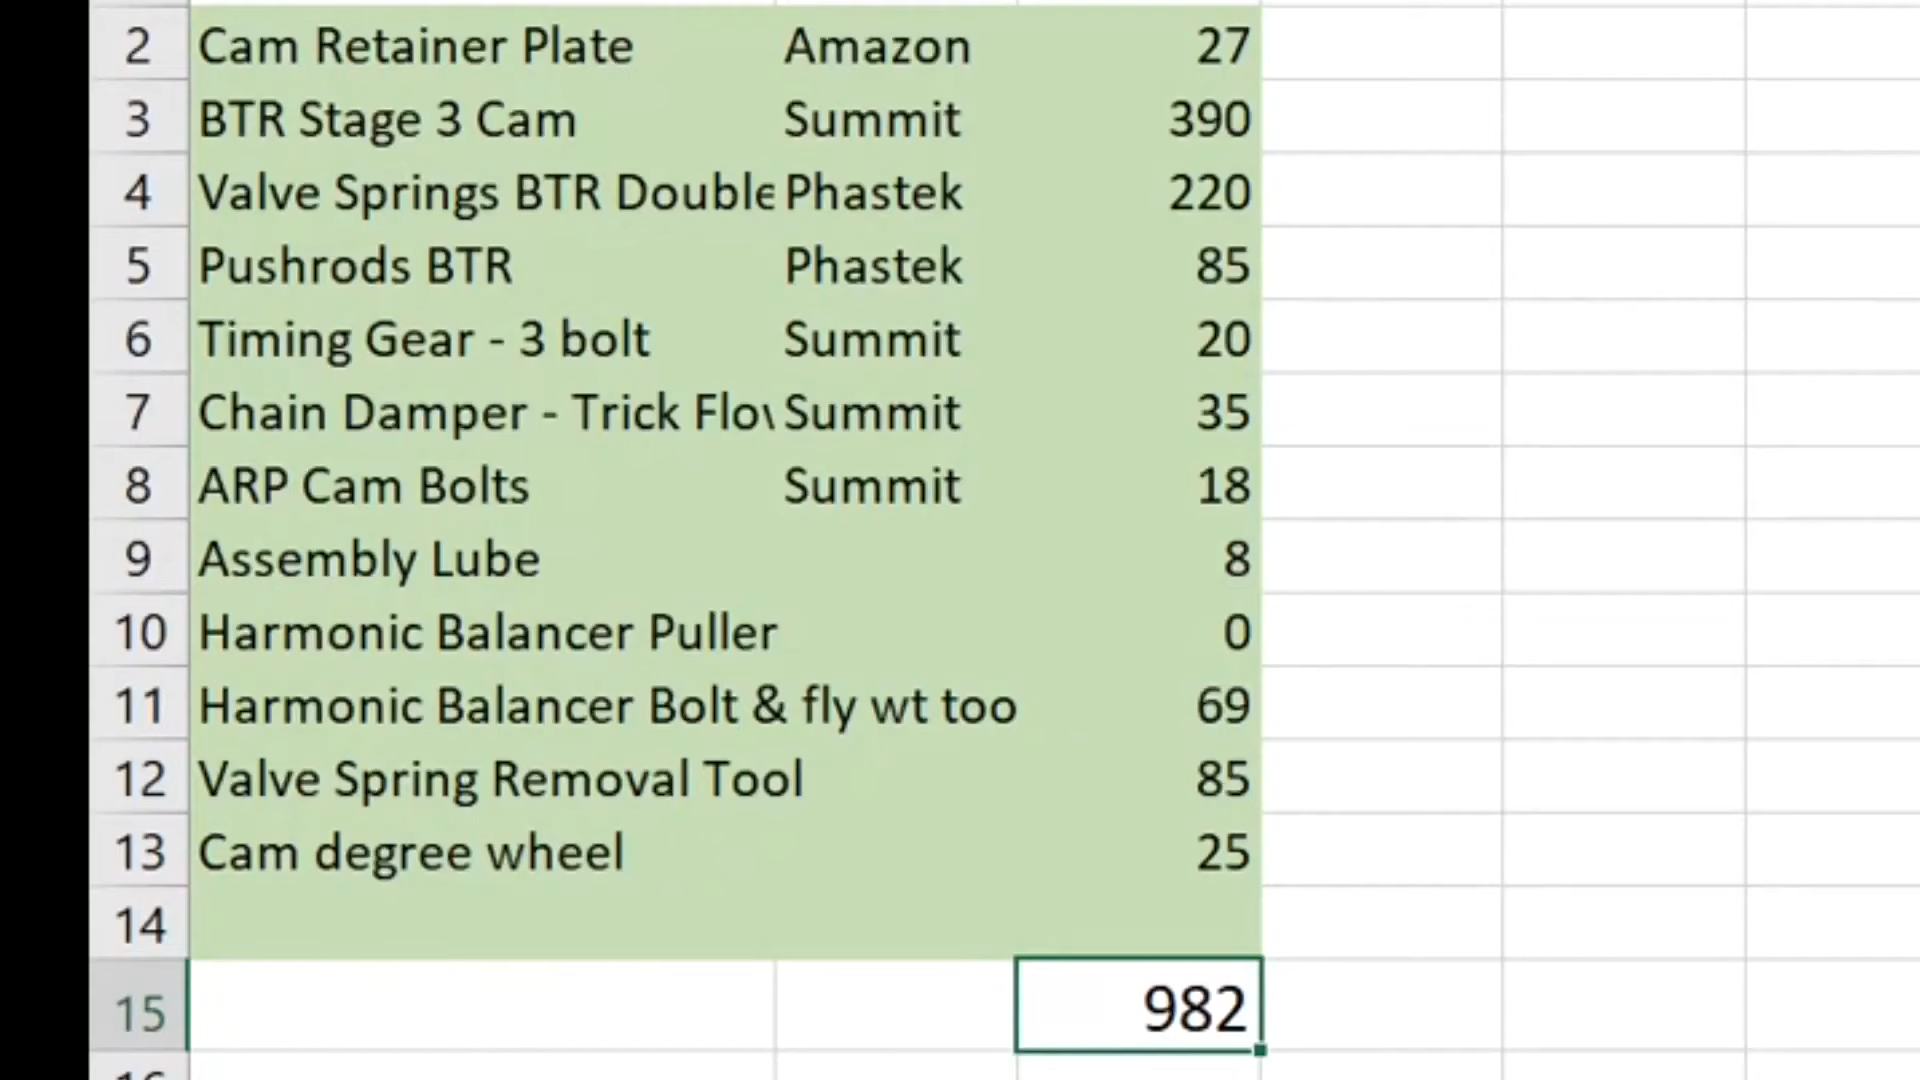 2 Cam Retainer Plate Amazon 27
3 BTR Stage 3 Cam Summit 390
4 Valve Springs BTR Double Phastek 220
5 Pushrods BTR Phastek 85
6 Timing Gear - 3 bolt Summit 20
7 Chain Damper - Trick Flo Summit 35
8 ARP Cam Bolts Summit 18
9 Assembly Lube 8
10 Harmonic Balancer Puller 0
11 Harmonic Balancer Bolt & fly wt too 69
12 Valve Spring Removal Tool 85
13 Cam degree wheel 25
14
15 982
16